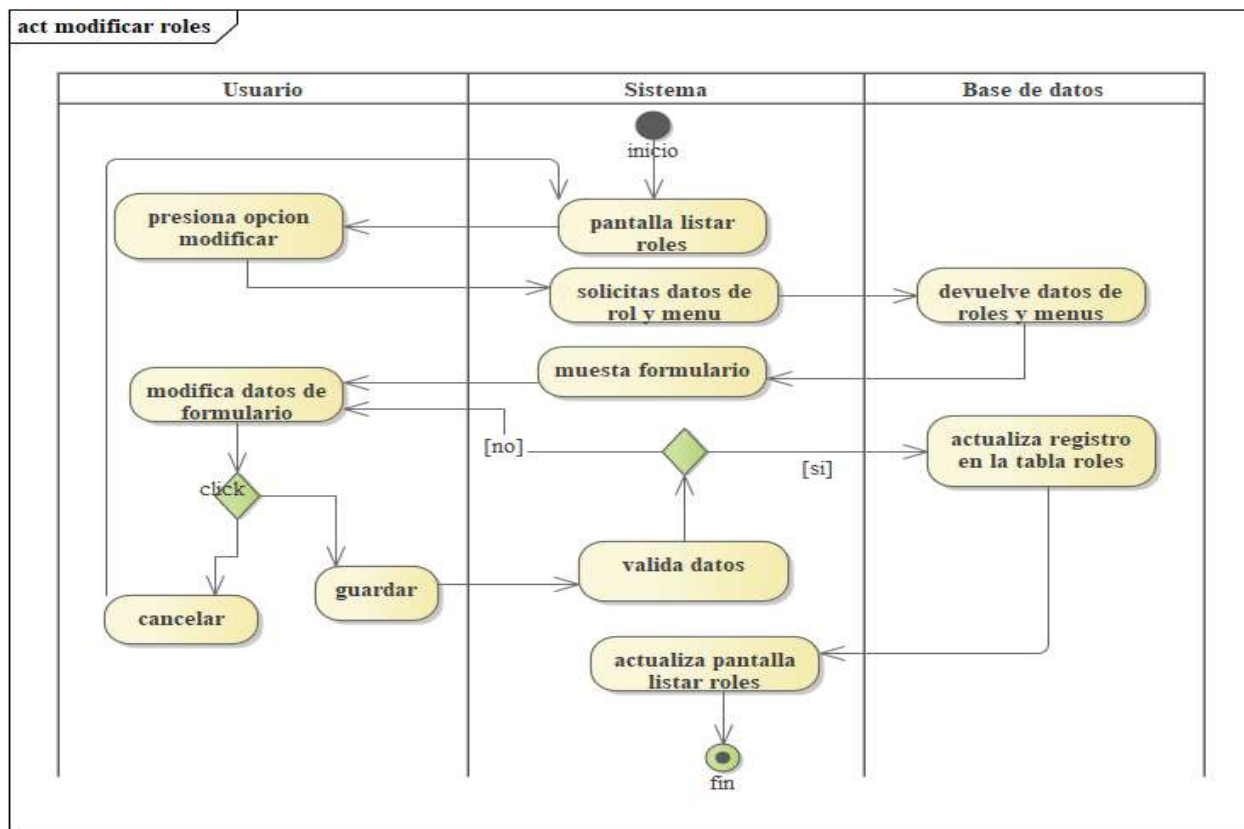 act modificar roles
Usuario
Sistema
Base de datos
inicio
presiona opcion
modificar
pantalla listar
roles
solicitas datos de
rol y menu
devuelve datos de
roles y menus
muesta formulario
modifica datos de
formulario
[no]
[si]
actualiza registro
en la tabla roles
click
valida datos
guardar
cancelar
actualiza pantalla
listar roles
fin